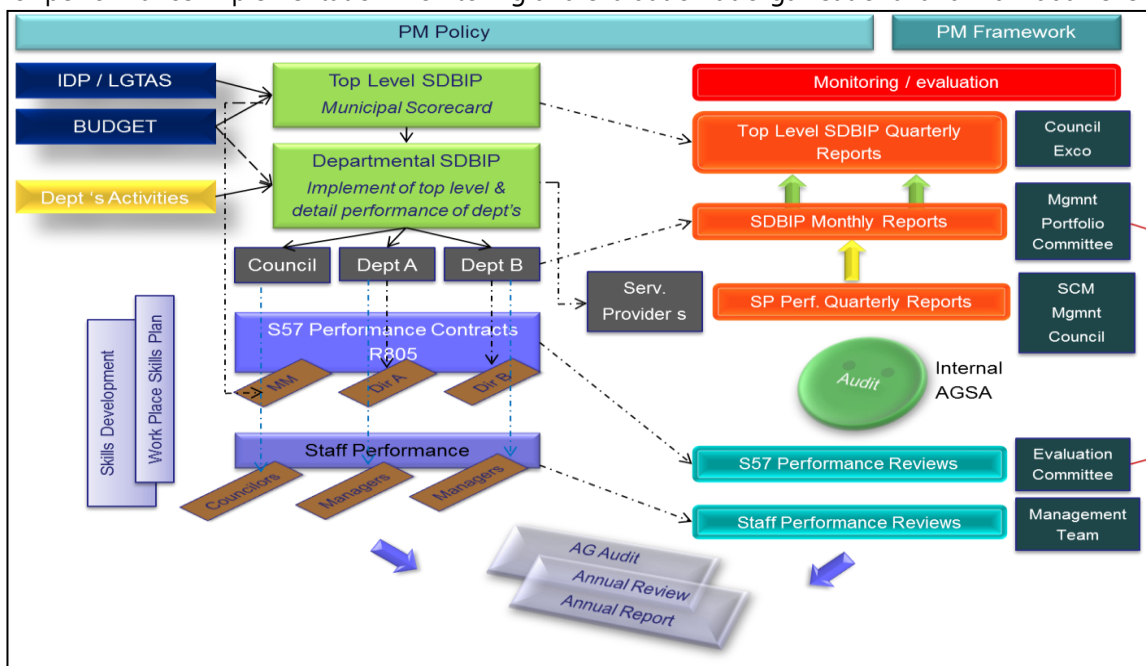 PM Policy
PM Framework
IDP / LGTAS
BUDGET
Dept 's Activities
Top Level SDBIP
Municipal Scorecard
Departmental SDBIP
Implement of top level &
detail performance of dept's
Council
Dept A
Dept B
Serv.
Provider s
S57 Performance Contracts
R805
MM
Dir A
Dir B
Skills Development
Work Place Skills Plan
Staff Performance
Councilors
Managers
Managers
Monitoring / evaluation
Top Level SDBIP Quarterly
Reports
Council
Exco
SDBIP Monthly Reports
Mgmnt
Portfolio
Committee
SP Perf. Quarterly Reports
SCM
Mgmnt
Council
Audit
Internal
AGSA
S57 Performance Reviews
Evaluation
Committee
Staff Performance Reviews
Management
Team
AG Audit
Annual Review
Annual Report